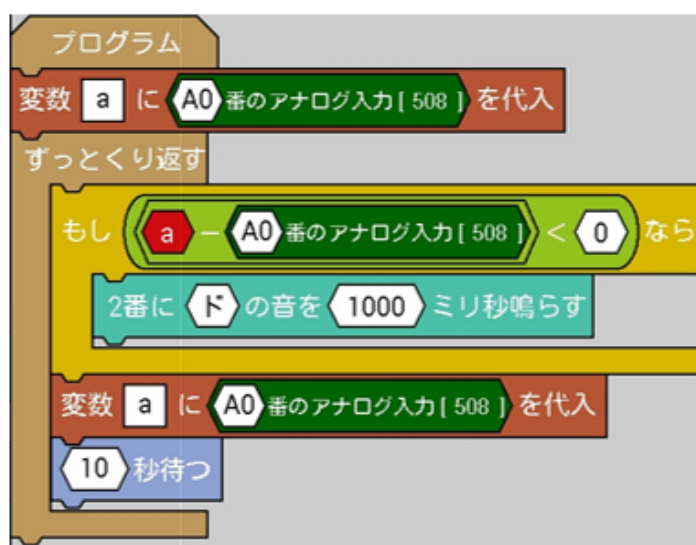 プログラム
変数 a に A0 番のアナログ入力[ 508 ] を代入
ずっとくり返す
もし a － A0 番のアナログ入力[ 508 ] < 0 なら
2番に ド の音を 1000 ミリ秒鳴らす
変数 a に A0 番のアナログ入力[ 508 ] を代入
10 秒待つ